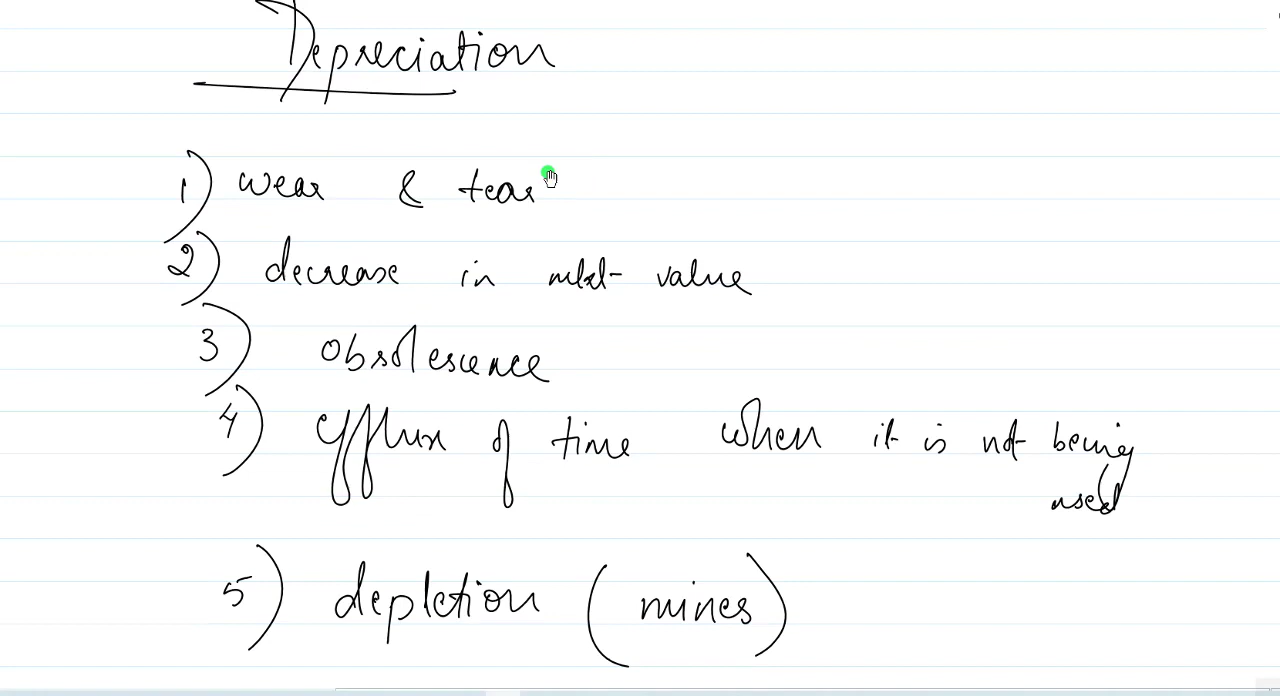 Depreciation
1) wear & tear
2) decrease in mkt value
3) obsolescence
4) efflux of time when it is not being
used
5) depletion (mines)